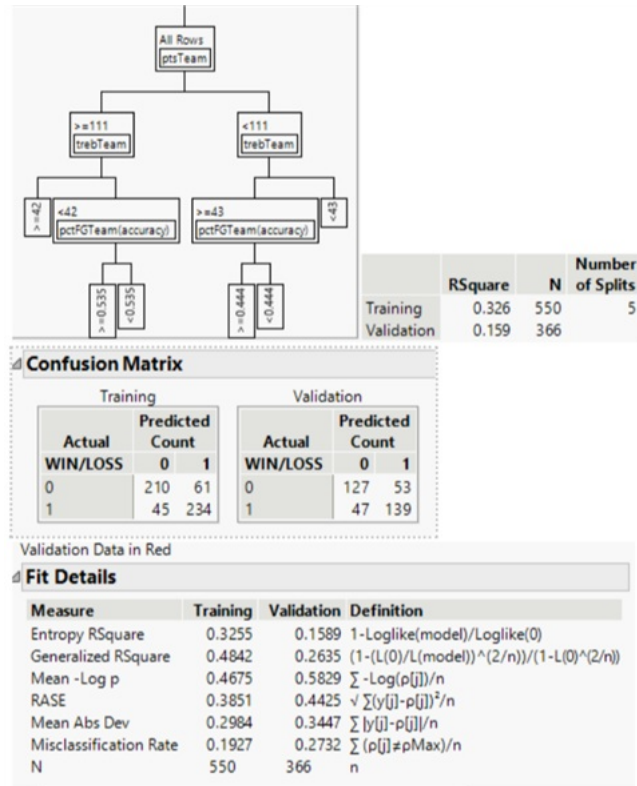 All Rows
ptsTeam
>=111
trebTeam
<111
trebTeam
>=42
<42
pctFGTeam(accuracy)
>=43
pctFGTeam(accuracy)
<43
>=0.535
<0.535
>=0.444
<0.444
RSquare N Number of Splits
Training 0.326 550 5
Validation 0.159 366
Confusion Matrix
Training
Actual Predicted Count
WIN/LOSS 0 1
0 210 61
1 45 234
Validation
Actual Predicted Count
WIN/LOSS 0 1
0 127 53
1 47 139
Validation Data in Red
Fit Details
Measure Training Validation Definition
Entropy RSquare 0.3255 0.1589 1-Loglike(model)/Loglike(0)
Generalized RSquare 0.4842 0.2635 (1-(L(0)/L(model))^(2/n))/(1-L(0)^(2/n))
Mean -Log p 0.4675 0.5829 ∑ -Log(ρ[j])/n
RASE 0.3851 0.4425 √ ∑(y[j]-ρ[j])²/n
Mean Abs Dev 0.2984 0.3447 ∑ |y[j]-ρ[j]|/n
Misclassification Rate 0.1927 0.2732 ∑ (ρ[j]≠ρMax)/n
N 550 366 n